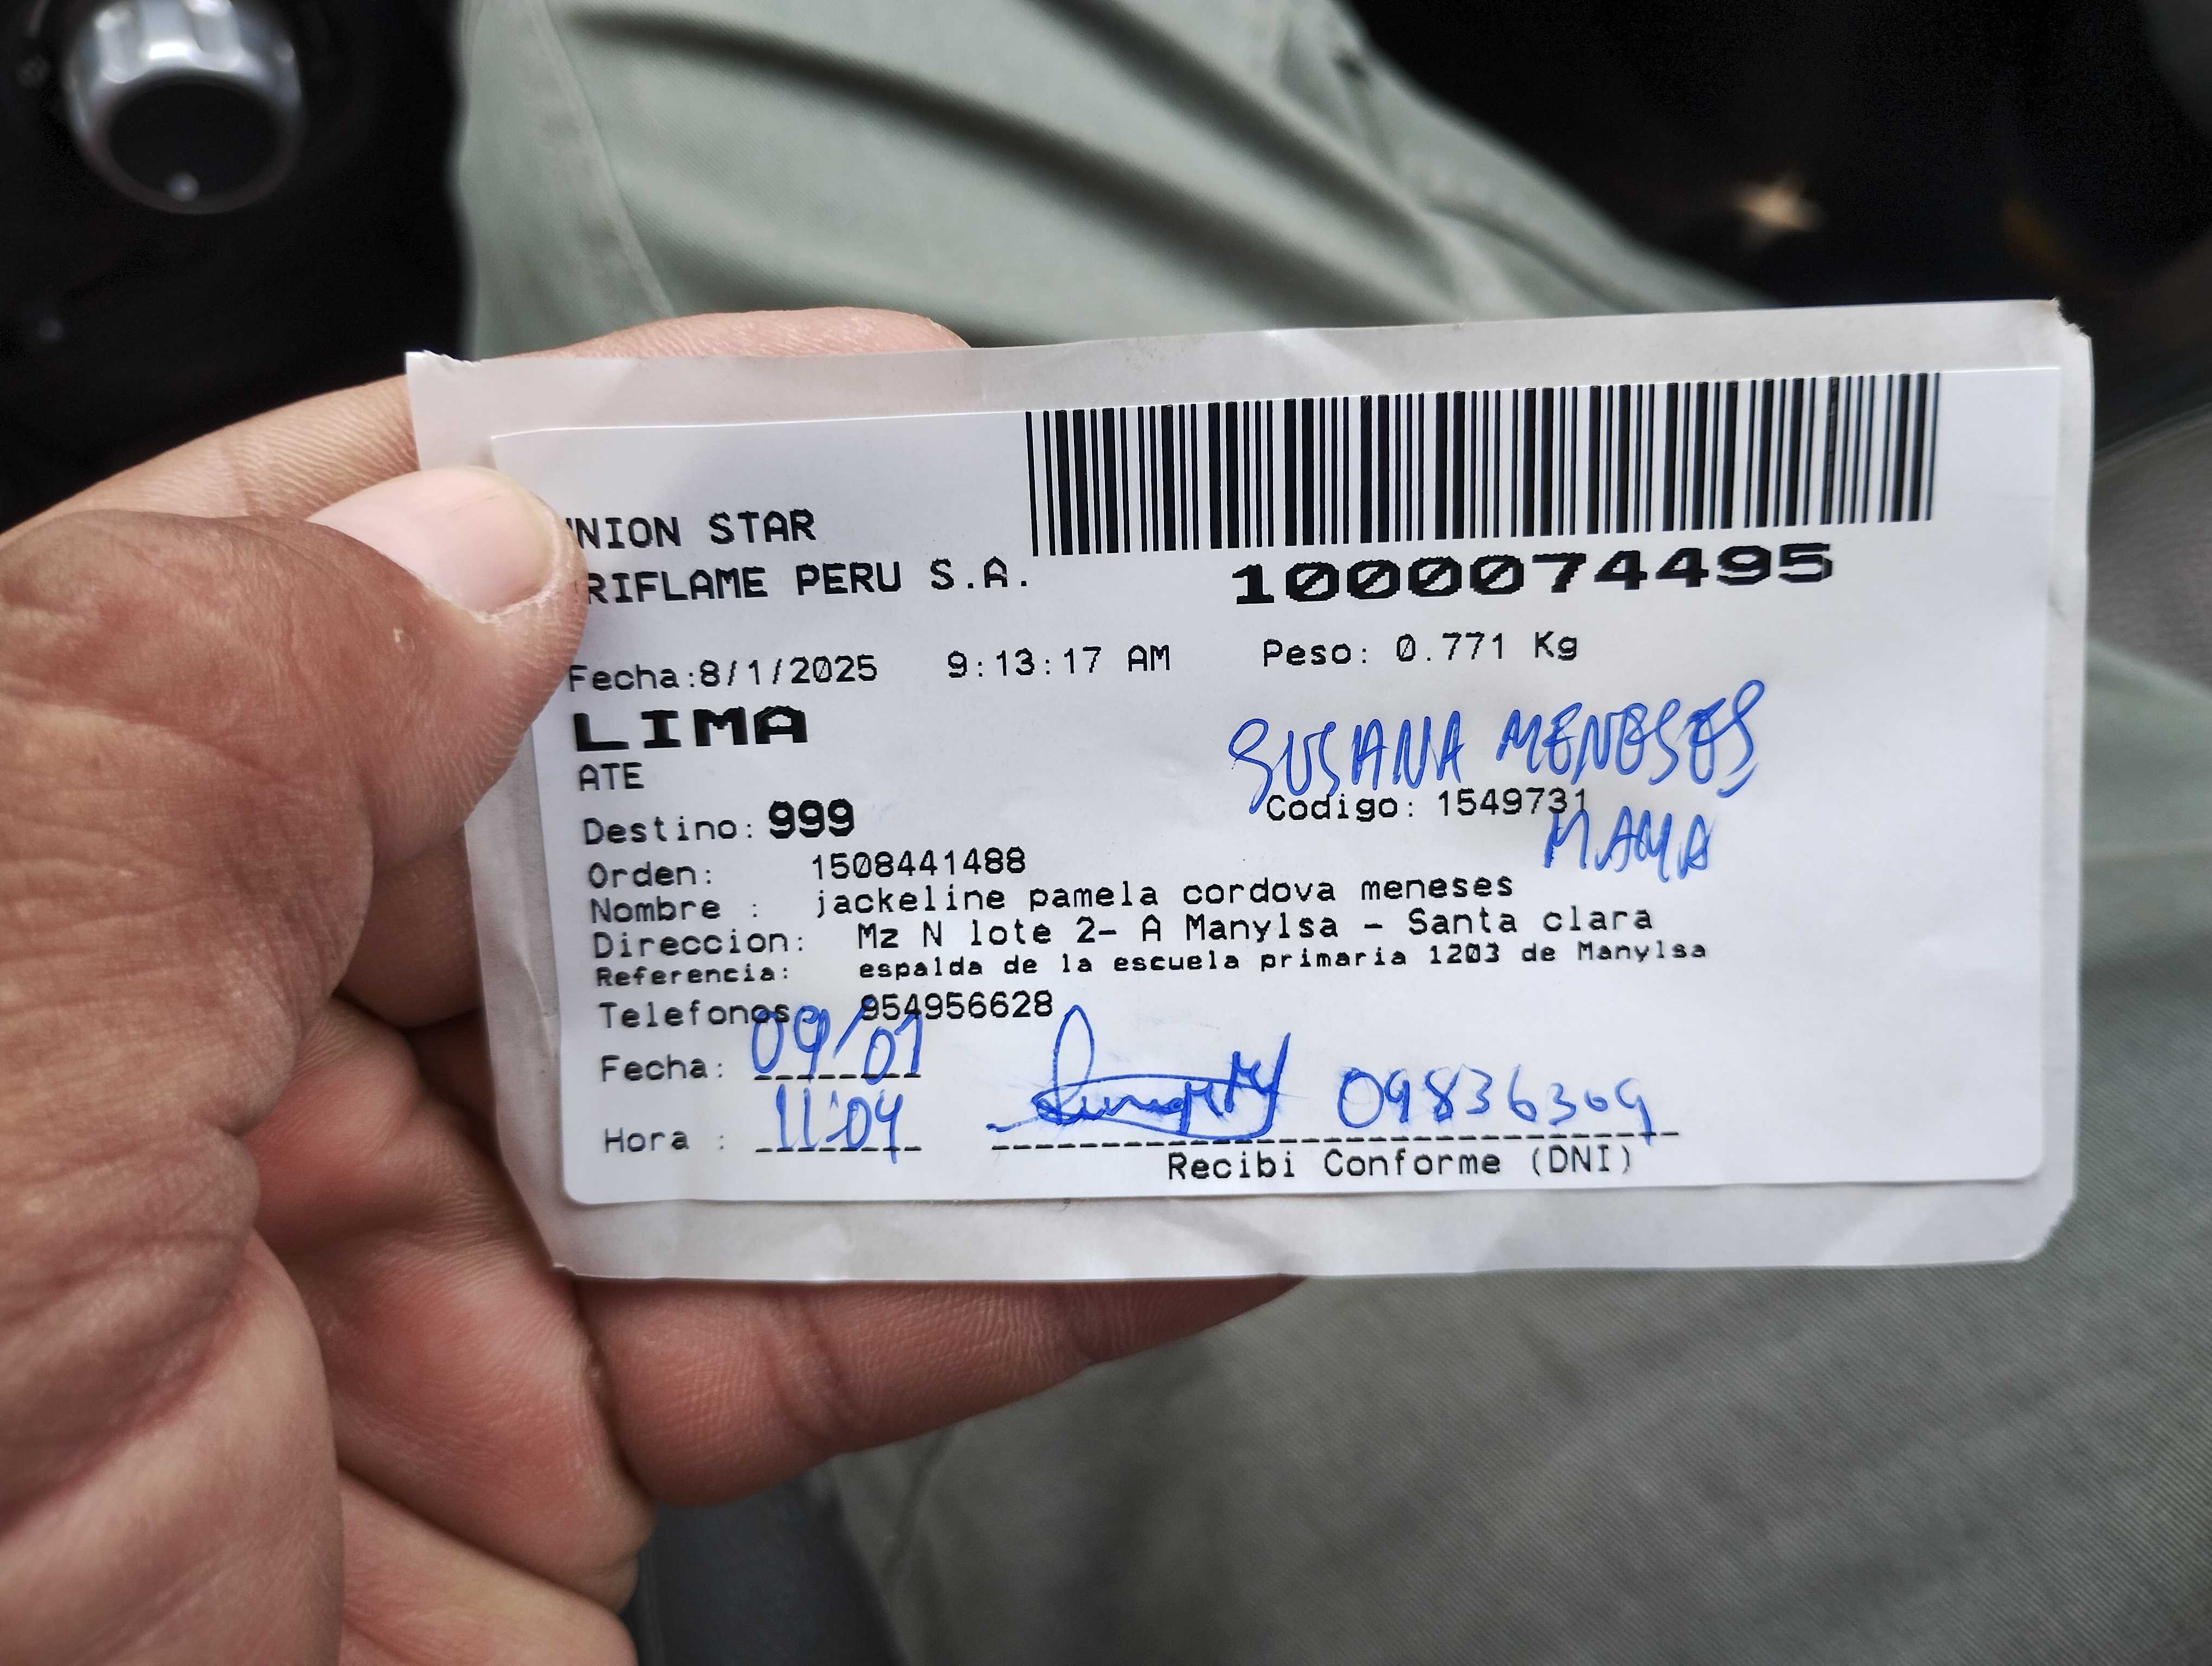 NION STAR
RIFLAME PERU S.A.
1000074495
Fecha:8/1/2025 9:13:17 AM Peso: 0.771 Kg
LIMA
SUSANA MENESES
ATE
Destino: 999 Codigo: 1549731
MAMA
Orden: 1508441488
Nombre : jackeline pamela cordova meneses
Direccion: Mz N lote 2- A Manylsa - Santa clara
Referencia: espalda de la escuela primaria 1203 de Manylsa
Telefonos 954956628
Fecha: 09/01
Hora : 11:04 09836309
Recibi Conforme (DNI)